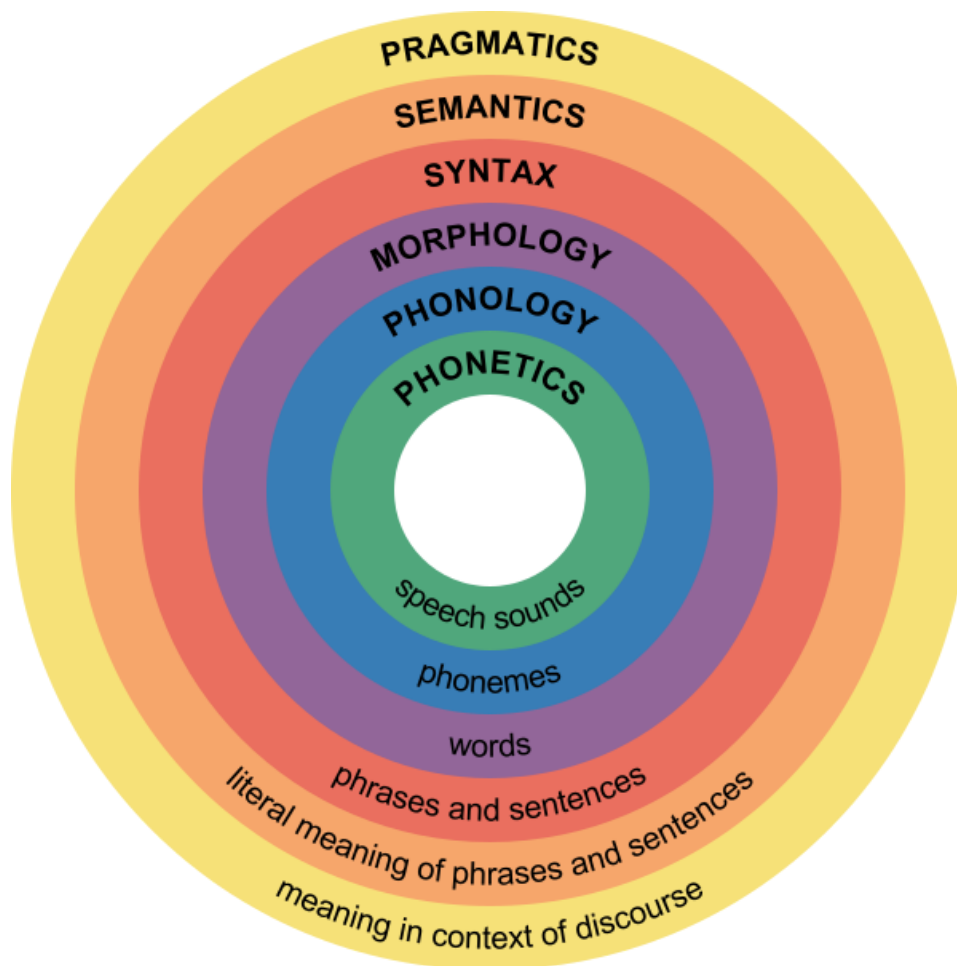 PRAGMATICS
SEMANTICS
SYNTAX
MORPHOLOGY
PHONOLOGY
PHONETICS
speech sounds
phonemes
words
phrases and sentences
literal meaning of phrases and sentences
meaning in context of discourse